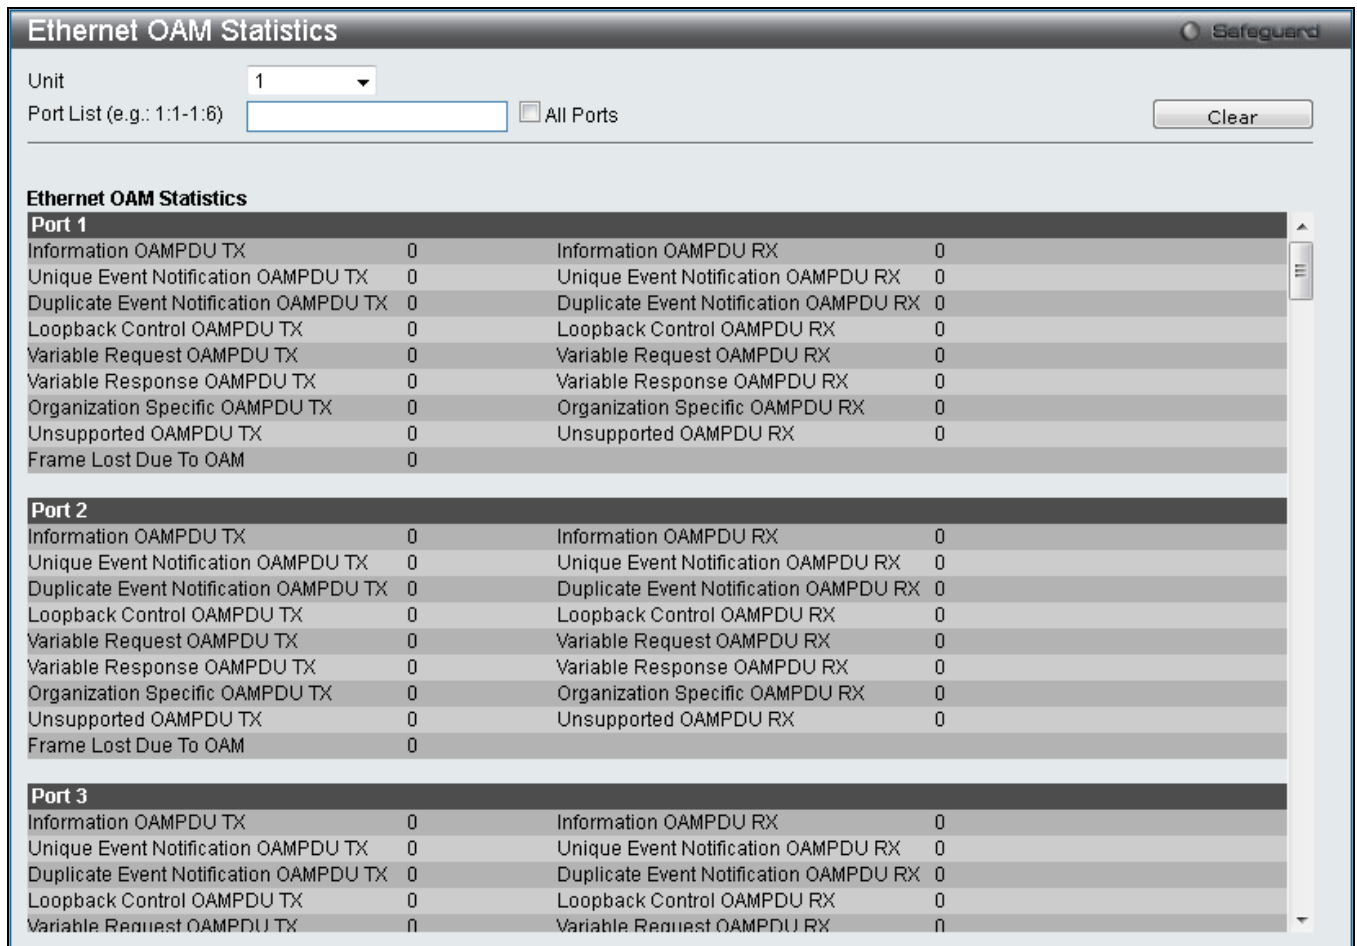 Ethernet OAM Statistics Safeguard
Unit 1
Port List (e.g.: 1:1-1:6) All Ports Clear
Ethernet OAM Statistics
Port 1
Information OAMPDU TX 0 Information OAMPDU RX 0
Unique Event Notification OAMPDU TX 0 Unique Event Notification OAMPDU RX 0
Duplicate Event Notification OAMPDU TX 0 Duplicate Event Notification OAMPDU RX 0
Loopback Control OAMPDU TX 0 Loopback Control OAMPDU RX 0
Variable Request OAMPDU TX 0 Variable Request OAMPDU RX 0
Variable Response OAMPDU TX 0 Variable Response OAMPDU RX 0
Organization Specific OAMPDU TX 0 Organization Specific OAMPDU RX 0
Unsupported OAMPDU TX 0 Unsupported OAMPDU RX 0
Frame Lost Due To OAM 0
Port 2
Information OAMPDU TX 0 Information OAMPDU RX 0
Unique Event Notification OAMPDU TX 0 Unique Event Notification OAMPDU RX 0
Duplicate Event Notification OAMPDU TX 0 Duplicate Event Notification OAMPDU RX 0
Loopback Control OAMPDU TX 0 Loopback Control OAMPDU RX 0
Variable Request OAMPDU TX 0 Variable Request OAMPDU RX 0
Variable Response OAMPDU TX 0 Variable Response OAMPDU RX 0
Organization Specific OAMPDU TX 0 Organization Specific OAMPDU RX 0
Unsupported OAMPDU TX 0 Unsupported OAMPDU RX 0
Frame Lost Due To OAM 0
Port 3
Information OAMPDU TX 0 Information OAMPDU RX 0
Unique Event Notification OAMPDU TX 0 Unique Event Notification OAMPDU RX 0
Duplicate Event Notification OAMPDU TX 0 Duplicate Event Notification OAMPDU RX 0
Loopback Control OAMPDU TX 0 Loopback Control OAMPDU RX 0
Variable Request OAMPDU TX 0 Variable Request OAMPDU RX 0